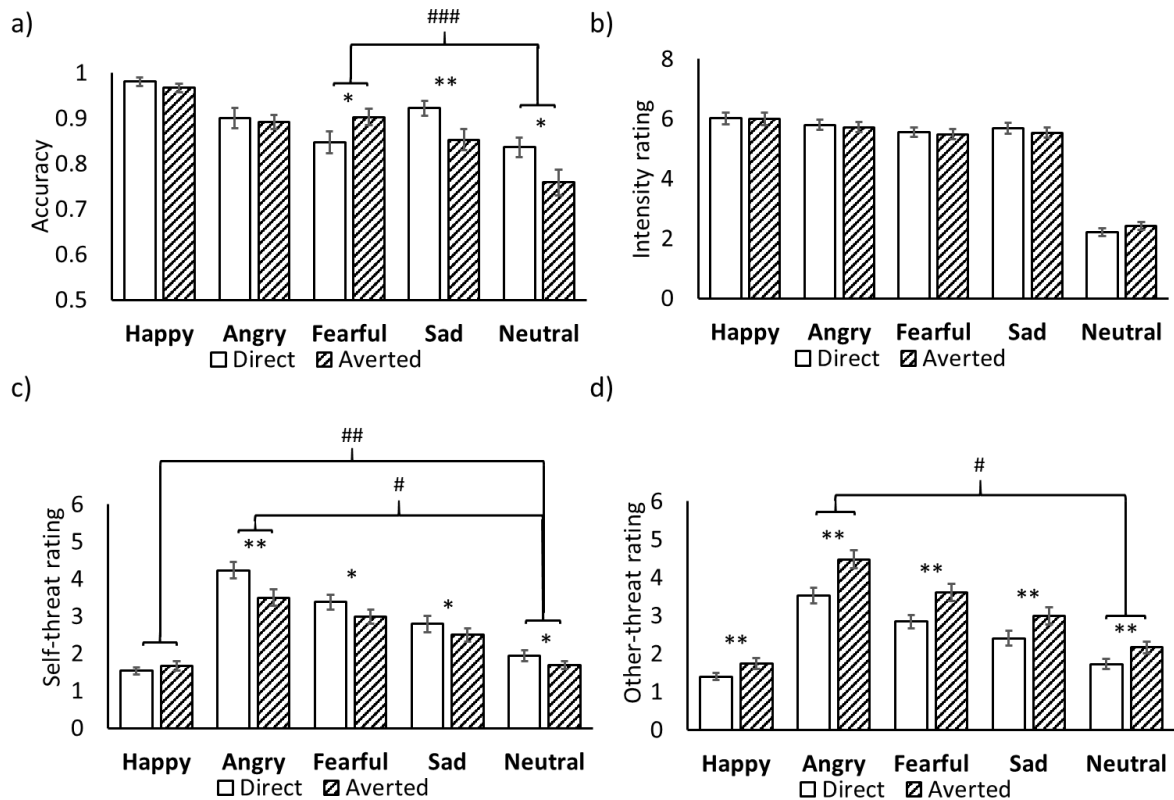 a)
###
Accuracy
1
0.9
0.8
0.7
0.6
0.5
*
**
*
Happy Angry Fearful Sad Neutral
Direct Averted
b)
Intensity rating
8
6
4
2
0
Happy Angry Fearful Sad Neutral
Direct Averted
c)
##
#
Self-threat rating
6
5
4
3
2
1
0
**
*
*
*
Happy Angry Fearful Sad Neutral
Direct Averted
d)
#
Other-threat rating
6
5
4
3
2
1
0
**
**
**
**
**
Happy Angry Fearful Sad Neutral
Direct Averted